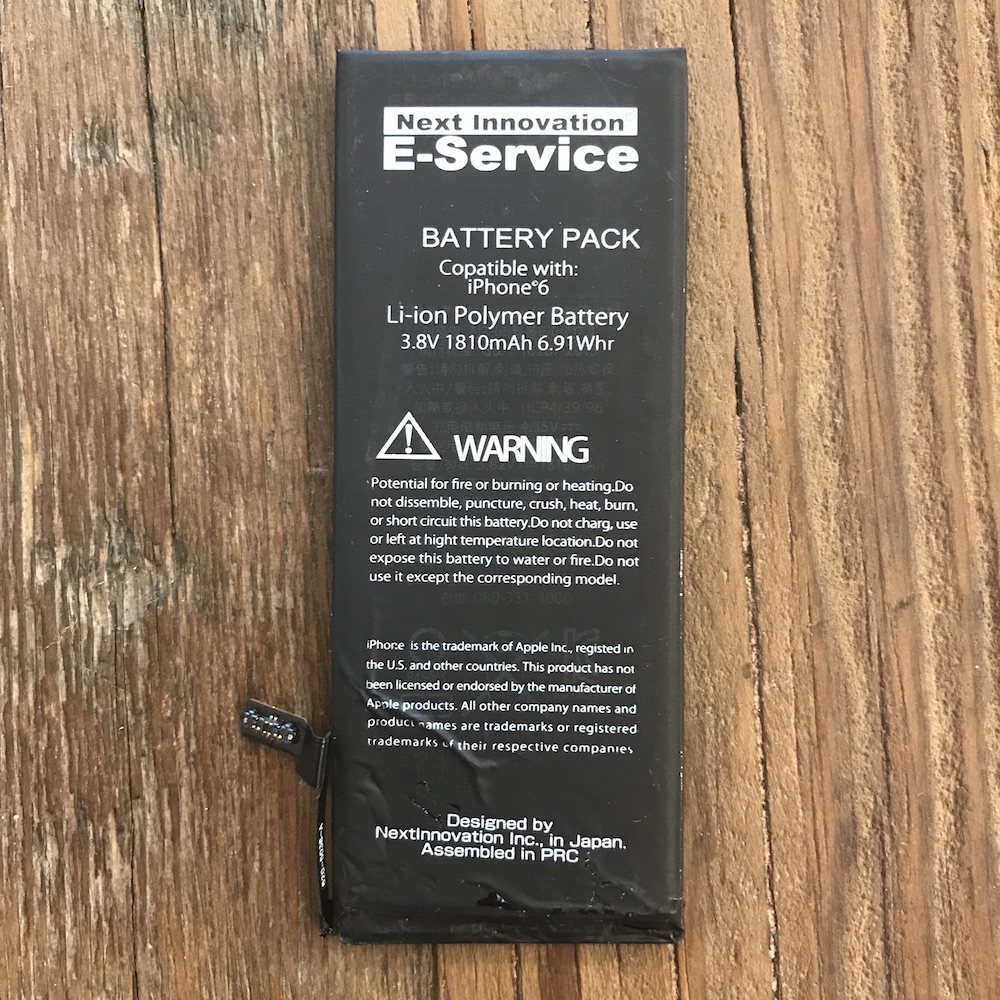 Next Innovation®
E-Service
BATTERY PACK
Copatible with:
iPhone®6
Li-ion Polymer Battery
3.8V 1810mAh 6.91Whr
WARNING
Potential for fire or burning or heating.Do
not dissemble, puncture, crush, heat, burn,
or short circuit this battery.Do not charg, use
or left at hight temperature location.Do not
expose this battery to water or fire.Do not
use it except the corresponding model.
080-333-4000
iPhone is the trademark of Apple Inc., registed in
the U.S. and other countries. This product has not
been licensed or endorsed by the manufacturer of
Apple products. All other company names and
product names are trademarks or registered
trademarks of their respective companies
Designed by
NextInnovation Inc., in Japan.
Assembled in PRC